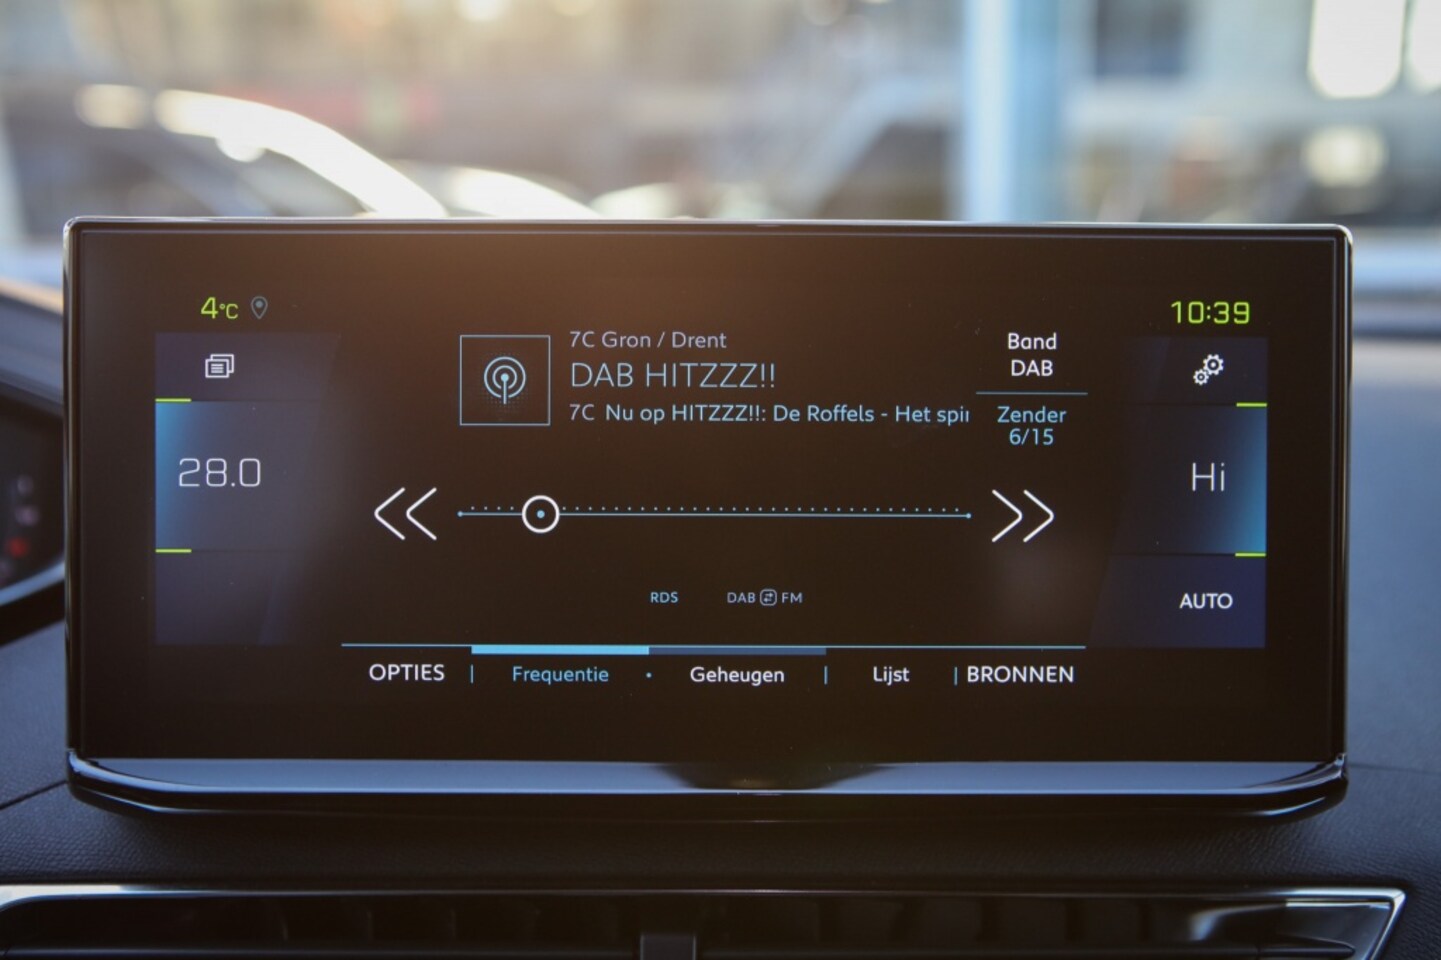 4°C
10:39
7C Gron / Drent
DAB HITZZZ!!
7C Nu op HITZZZ!!: De Roffels - Het spin
Band
DAB
Zender
6/15
28.0
Hi
AUTO
RDS DAB FM
OPTIES | Frequentie • Geheugen | Lijst | BRONNEN